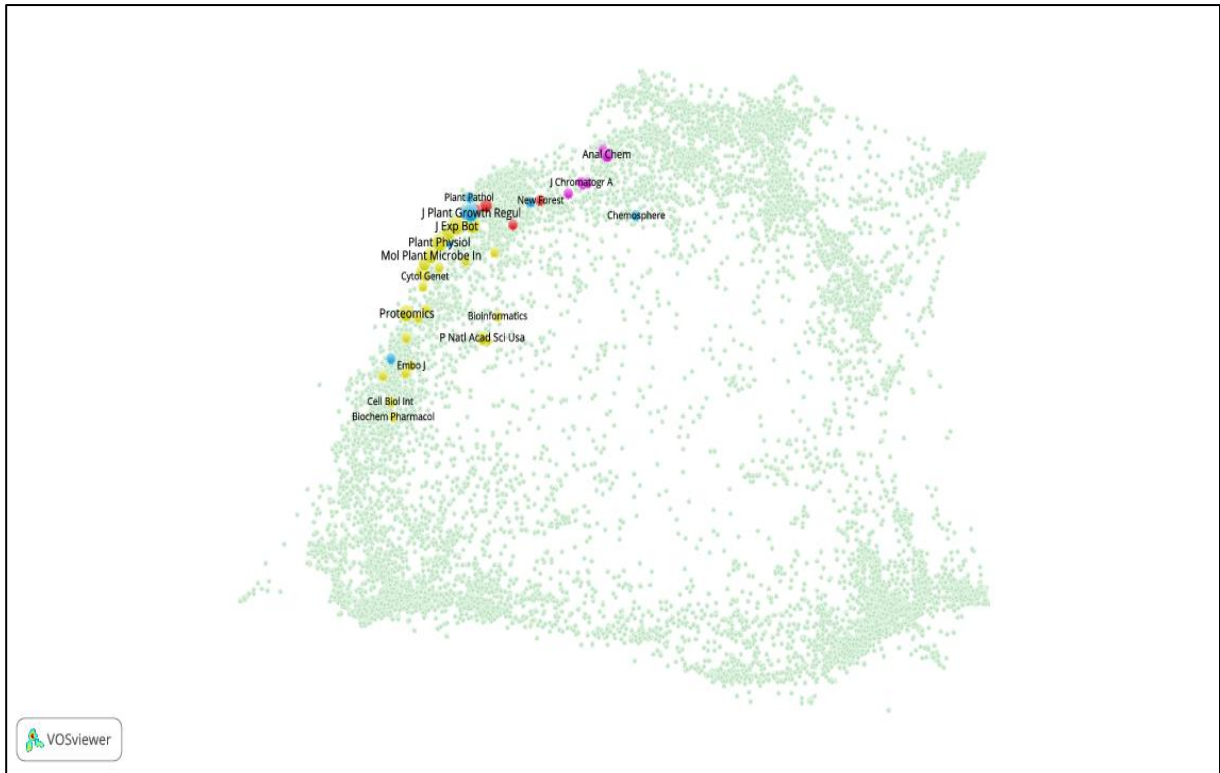 Anal Chem
J Chromatogr A
Plant Pathol
New Forest
J Plant Growth Regul
Chemosphere
J Exp Bot
Plant Physiol
Mol Plant Microbe In
Cytol Genet
Proteomics
Bioinformatics
P Natl Acad Sci Usa
Embo J
Cell Biol Int
Biochem Pharmacol
VOSviewer